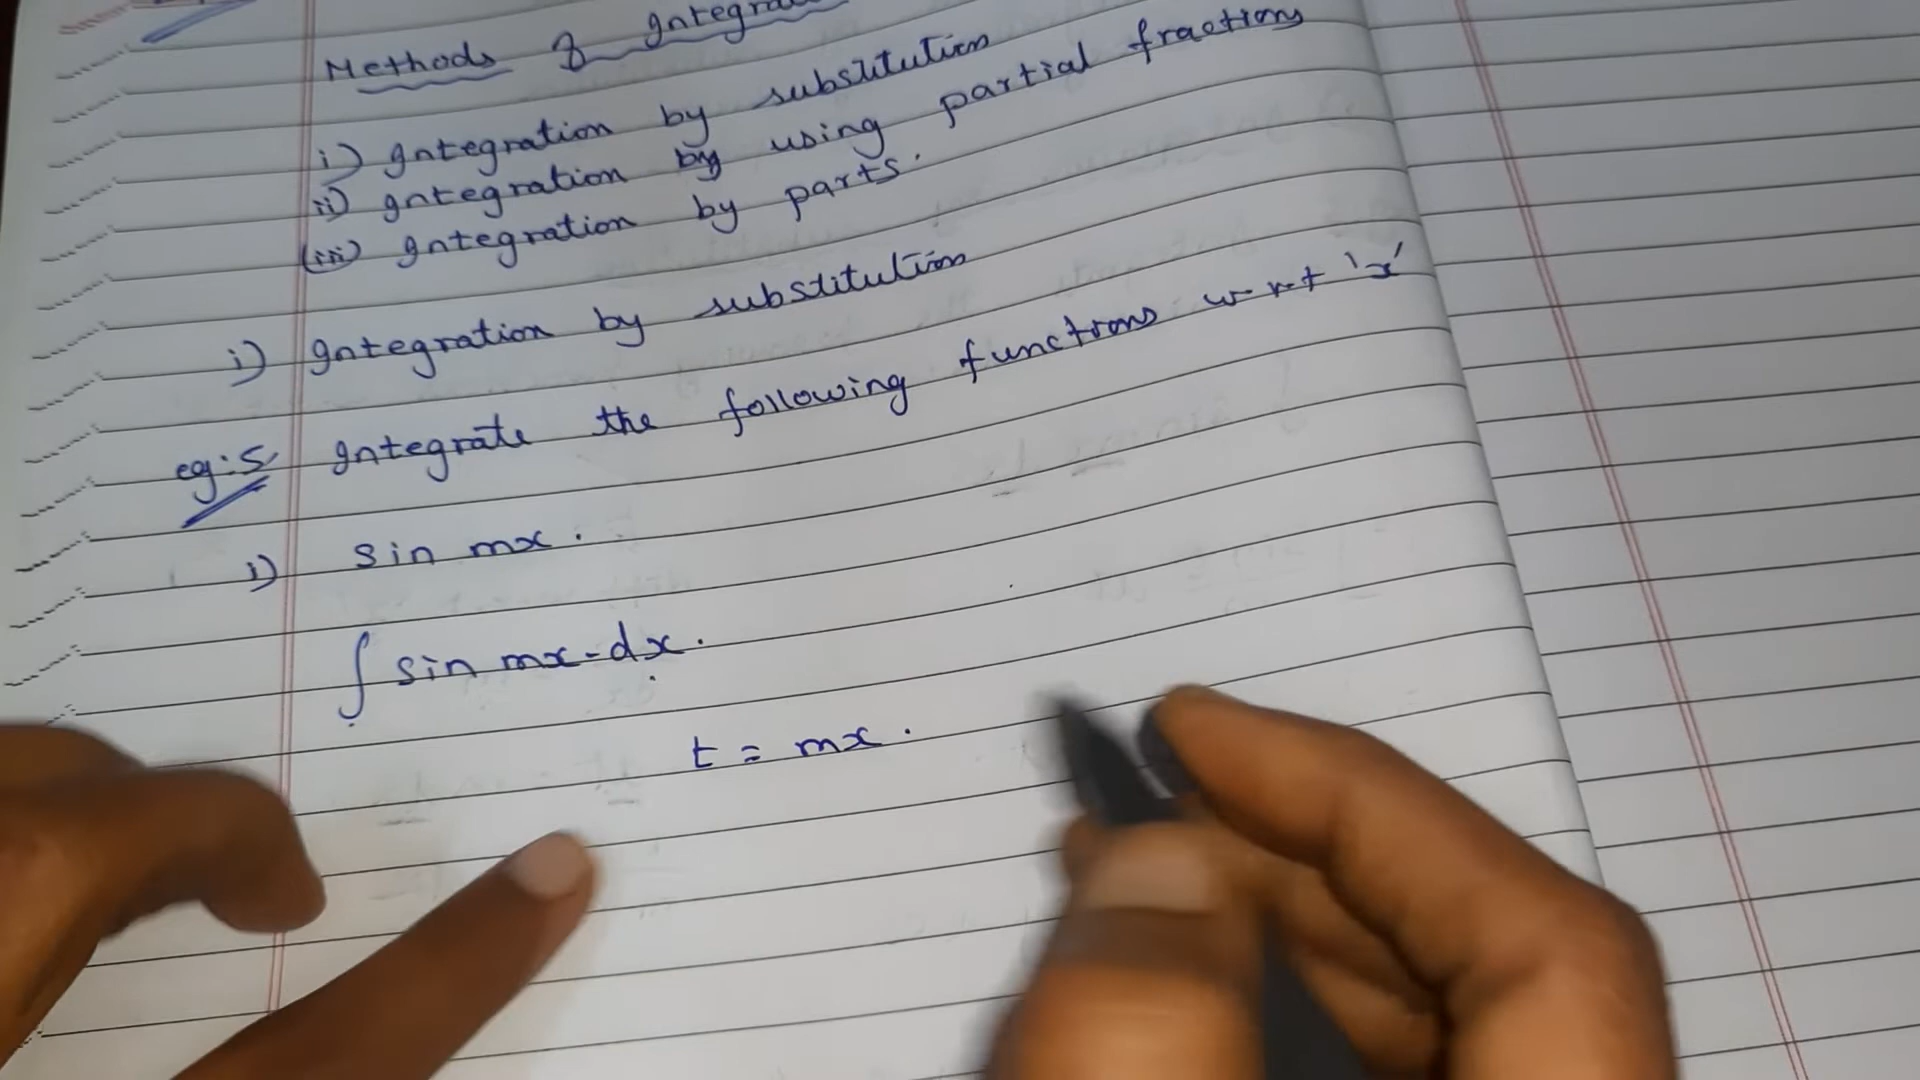 Methods of Integra
i) Integration by substitution
ii) Integration by using partial fractions
(iii) Integration by parts.
i) Integration by substitution
eg:5 Integrate the following functions w.r.t 'x'
i) sin mx.
∫ sin mx.dx.
t = mx.